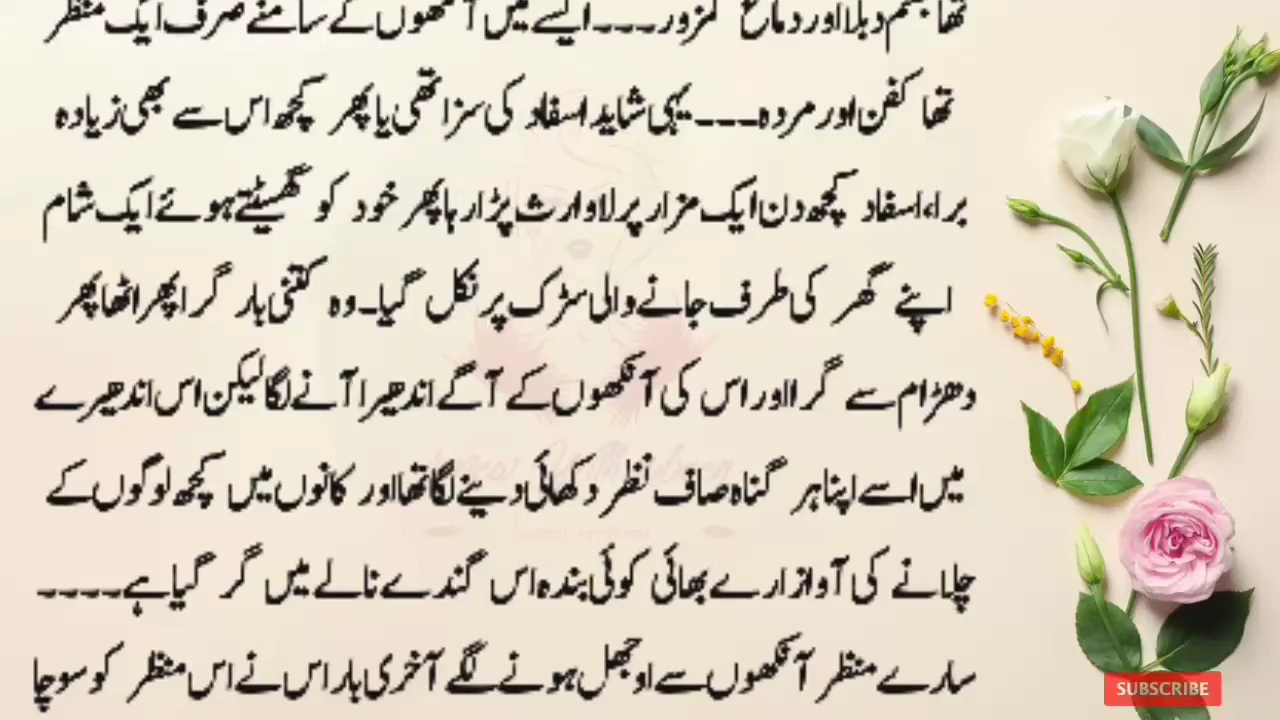 تھا جسم دبلا اور دماغ کمزور۔۔۔ ایسے میں آنکھوں کے سامنے صرف ایک منظر
تھا کفن اور مردہ۔۔۔ یہی شاید اسفاد کی سزا تھی یا پھر کچھ اس سے بھی زیادہ
برا، اسفاد کچھ دن ایک مزار پر لاوارث پڑا رہا پھر خود کو گھسیٹتے ہوئے ایک شام
اپنے گھر کی طرف جانے والی سڑک پر نکل گیا۔ وہ کتنی بار گرا پھر اٹھا پھر
دھڑام سے گرا اور اس کی آنکھوں کے آگے اندھیرا آنے لگا لیکن اس اندھیرے
میں اسے اپنا ہر گناہ صاف نظر دکھائی دینے لگا تھا اور کانوں میں کچھ لوگوں کے
چلانے کی آواز ارے بھائی کوئی بندہ اس گندے نالے میں گر گیا ہے۔۔۔۔
سارے منظر آنکھوں سے اوجھل ہونے لگے آخری بار اس نے اس منظر کو سوچا
SUBSCRIBE